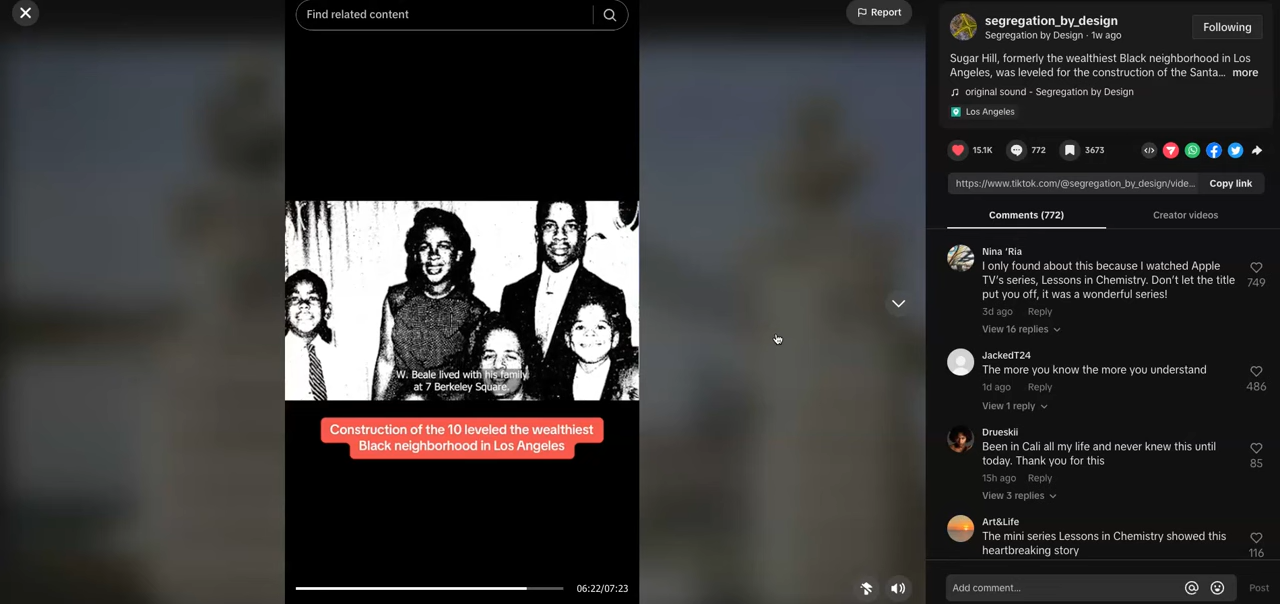 Find related content
Report
W. Beale lived with his family
at 7 Berkeley Square.
Construction of the 10 leveled the wealthiest
Black neighborhood in Los Angeles
06:22/07:23
segregation_by_design
Segregation by Design · 1w ago
Following
Sugar Hill, formerly the wealthiest Black neighborhood in Los
Angeles, was leveled for the construction of the Santa... more
original sound - Segregation by Design
Los Angeles
15.1K 772 3673
https://www.tiktok.com/@segregation_by_design/vide... Copy link
Comments (772) Creator videos
Nina 'Ria
I only found about this because I watched Apple
TV's series, Lessons in Chemistry. Don't let the title
put you off, it was a wonderful series!
749
3d ago Reply
View 16 replies
JackedT24
The more you know the more you understand
486
1d ago Reply
View 1 reply
Drueskii
Been in Cali all my life and never knew this until
today. Thank you for this
85
15h ago Reply
View 3 replies
Art&Life
The mini series Lessons in Chemistry showed this
heartbreaking story
116
Add comment... Post